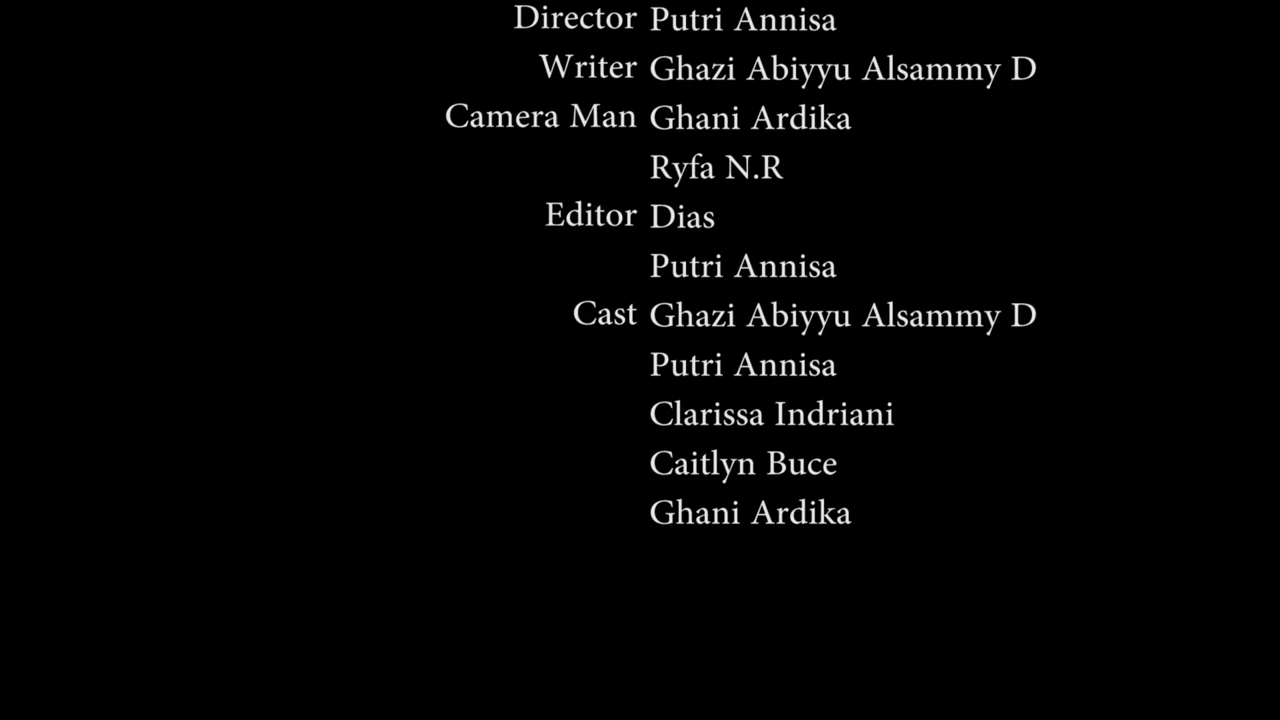 Director Putri Annisa
Writer Ghazi Abiyyu Alsammy D
Camera Man Ghani Ardika
Ryfa N.R
Editor Dias
Putri Annisa
Cast Ghazi Abiyyu Alsammy D
Putri Annisa
Clarissa Indriani
Caitlyn Buce
Ghani Ardika